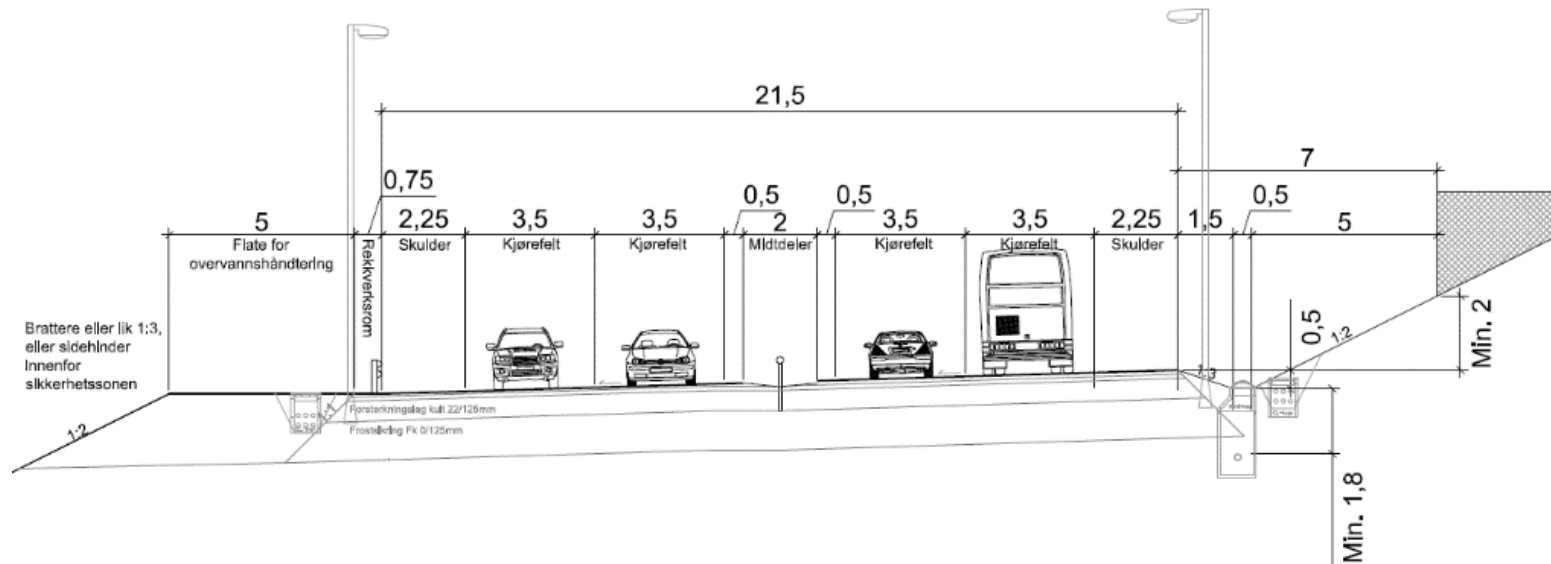 21,5
7
0,75
0,5
0,5
0,5
5
2,25
3,5
3,5
2
3,5
3,5
2,25
1,5
5
Flate for
overvannshåndtering
Rekkverksrom
Skulder
Kjørefelt
Kjørefelt
Midtdeler
Kjørefelt
Kjørefelt
Skulder
Brattere eller lik 1:3,
eller sidehinder
innenfor
sikkerhetssonen
0,5
1:2
Min. 2
1:3
Forsterkningslag kult 22/125mm
Frostsikring Fk 0/125mm
1:2
Min. 1,8